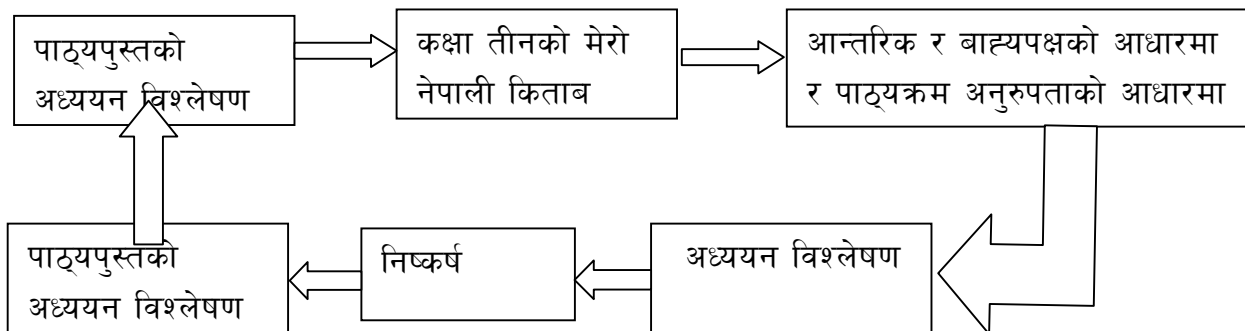 पाठ्यपुस्तको
अध्ययन विश्लेषण
कक्षा तीनको मेरो
नेपाली किताब
आन्तरिक र बाह्यपक्षको आधारमा
र पाठ्यक्रम अनुरुपताको आधारमा
अध्ययन विश्लेषण
निष्कर्ष
पाठ्यपुस्तको
अध्ययन विश्लेषण